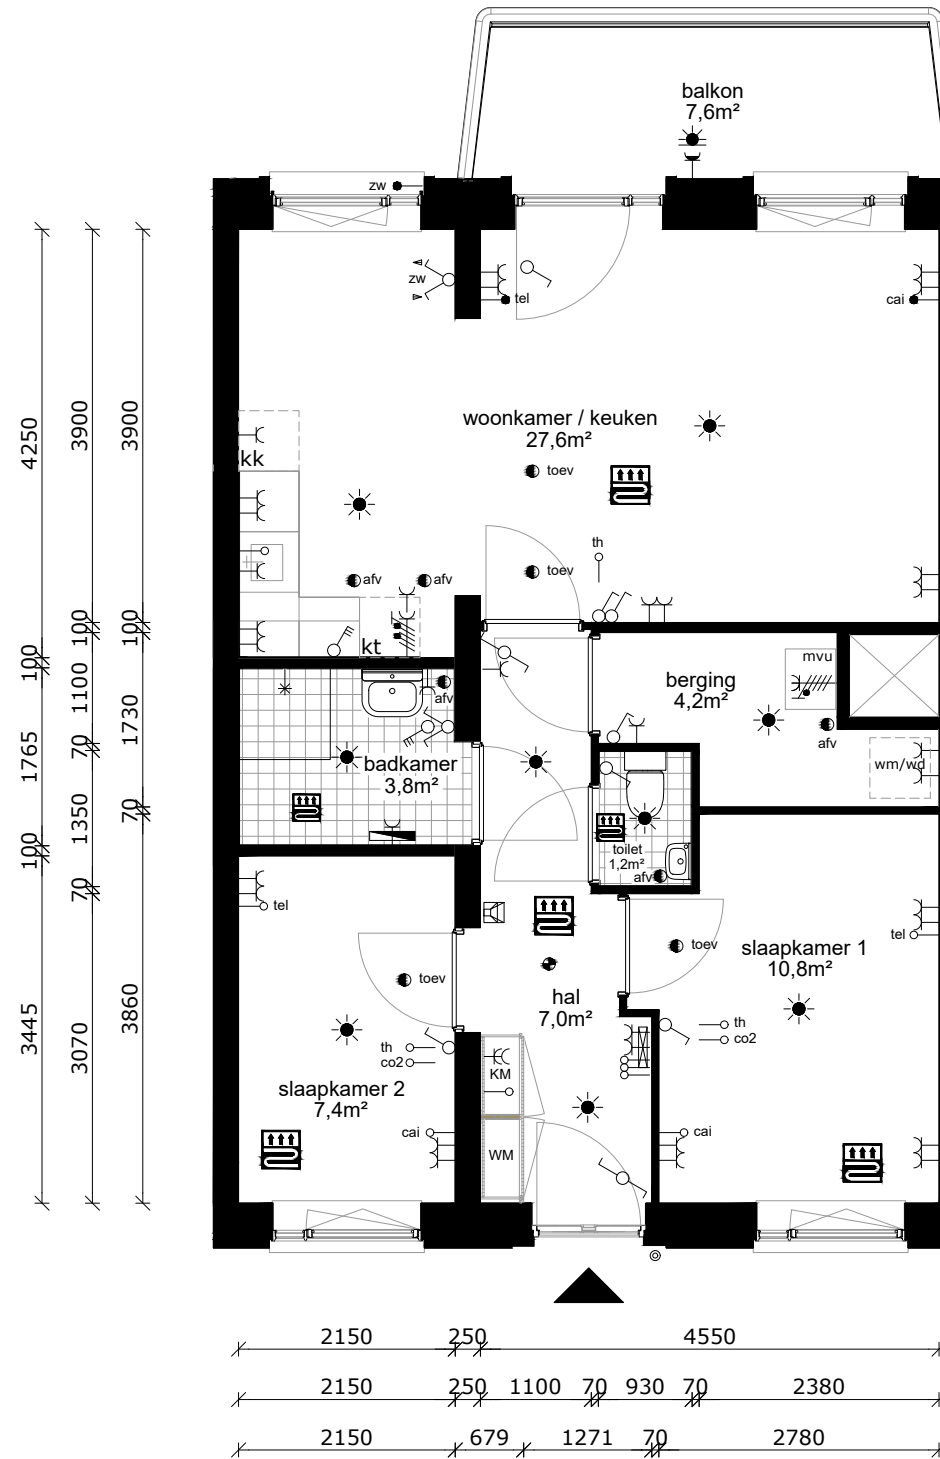 balkon
7,6m²
zw
zw
tel
cai
woonkamer / keuken
27,6m²
toev
kk
th
toev
afv
afv
kt
mvu
berging
4,2m²
afv
afv
wm/wd
badkamer
3,8m²
toilet
1,2m²
afv
tel
tel
toev
slaapkamer 1
10,8m²
toev
hal
7,0m²
th
co2
th
co2
KM
slaapkamer 2
7,4m²
cai
cai
WM
4250
100
1765
100
3445
3900
100
1100
70
1350
70
3070
3900
100
1730
70
3860
2150
250
4550
2150
250
1100
70
930
70
2380
2150
679
1271
70
2780